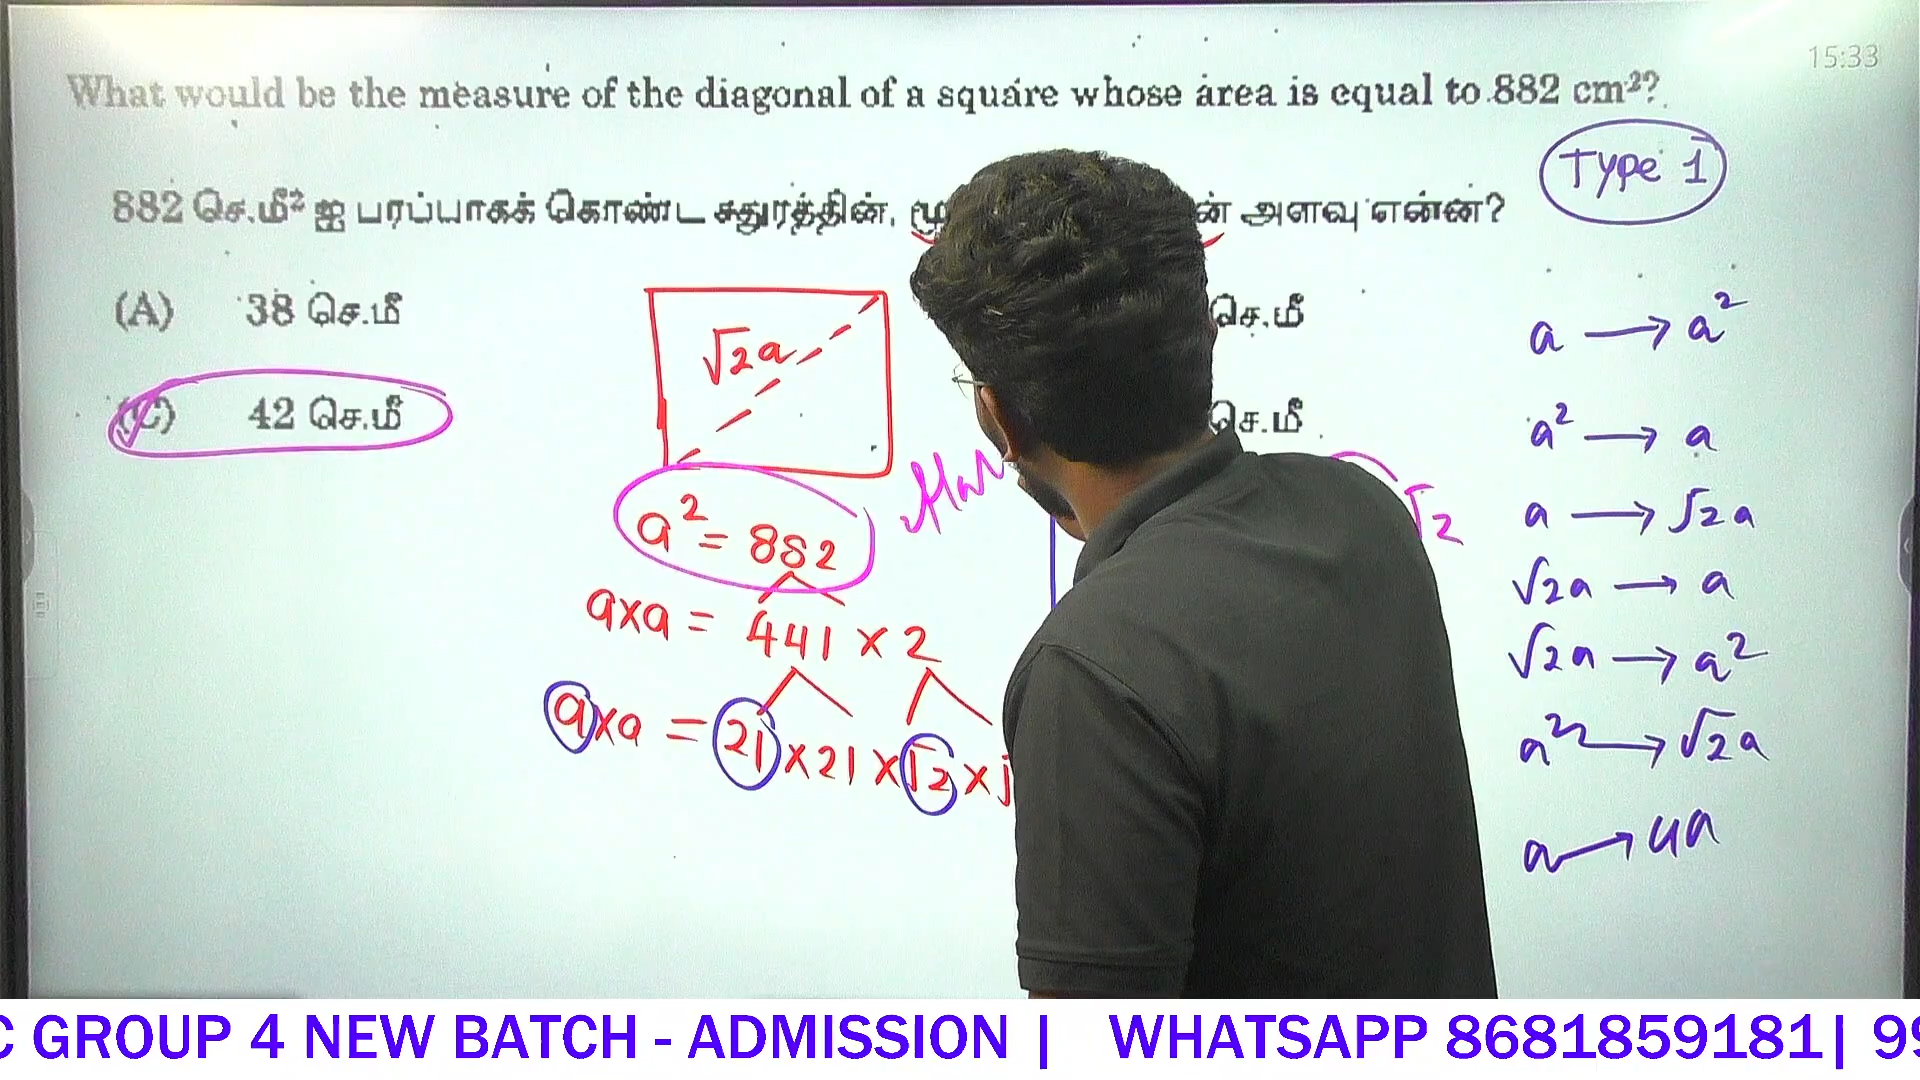 15:33
What would be the measure of the diagonal of a square whose area is equal to 882 cm²?
Type 1
882 செ.மீ² ஐ பரப்பாகக் கொண்ட சதுரத்தின், அளவு என்ன?
(A) 38 செ.மீ செ.மீ
(C) 42 செ.மீ செ.மீ
√2a
a² = 882
a×a = 441 × 2
a×a = 21 × 21 × √2 ×
√2
a → a²
a² → a
a → √2a
√2a → a
√2a → a²
a² → √2a
a → 4a
C GROUP 4 NEW BATCH - ADMISSION | WHATSAPP 8681859181| 99